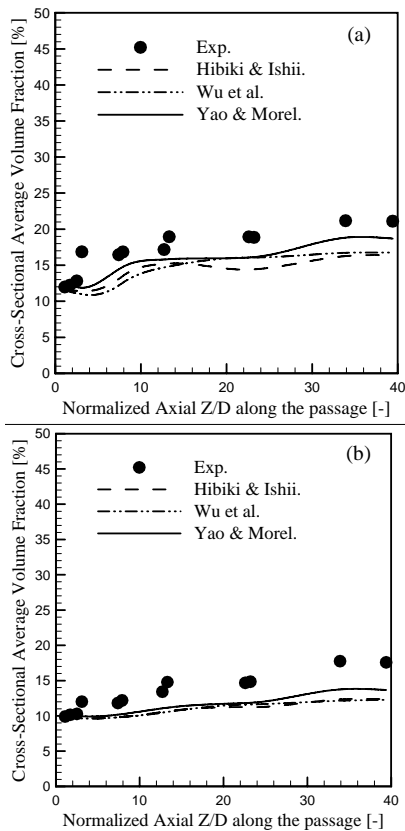 Cross-Sectional Average Volume Fraction [%]
50
45
40
35
30
25
20
15
10
5
0
(a)
Exp.
Hibiki & Ishii.
Wu et al.
Yao & Morel.
0 10 20 30 40
Normalized Axial Z/D along the passage [-]
Cross-Sectional Average Volume Fraction [%]
50
45
40
35
30
25
20
15
10
5
0
(b)
Exp.
Hibiki & Ishii.
Wu et al.
Yao & Morel.
0 10 20 30 40
Normalized Axial Z/D along the passage [-]